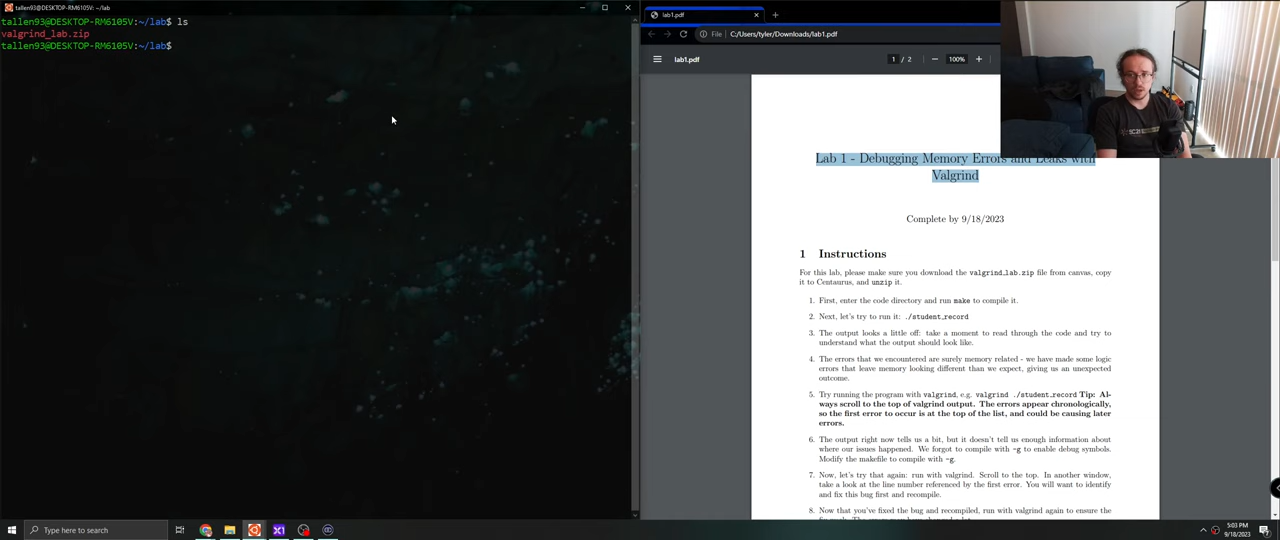 tallen93@DESKTOP-RM6105V: ~/lab
tallen93@DESKTOP-RM6105V:~/lab$ ls
valgrind_lab.zip
tallen93@DESKTOP-RM6105V:~/lab$
lab1.pdf
File
C:/Users/tyler/Downloads/lab1.pdf
lab1.pdf
1 / 2
100%
Lab 1 - Debugging Memory Errors and Leaks with
Valgrind
Complete by 9/18/2023
1 Instructions
For this lab, please make sure you download the valgrind_lab.zip file from canvas, copy
it to Centaurus, and unzip it.
1. First, enter the code directory and run make to compile it.
2. Next, let's try to run it: ./student_record
3. The output looks a little off: take a moment to read through the code and try to
understand what the output should look like.
4. The errors that we encountered are surely memory related - we have made some logic
errors that leave memory looking different than we expect, giving us an unexpected
outcome.
5. Try running the program with valgrind, e.g. valgrind ./student_record Tip: Al-
ways scroll to the top of valgrind output. The errors appear chronologically,
so the first error to occur is at the top of the list, and could be causing later
errors.
6. The output right now tells us a bit, but it doesn't tell us enough information about
where our issues happened. We forgot to compile with -g to enable debug symbols.
Modify the makefile to compile with -g.
7. Now, let's try that again: run with valgrind. Scroll to the top. In another window,
take a look at the line number referenced by the first error. You will want to identify
and fix this bug first and recompile.
8. Now that you've fixed the bug and recompiled, run with valgrind again to ensure the
Type here to search
5:03 PM
9/18/2023